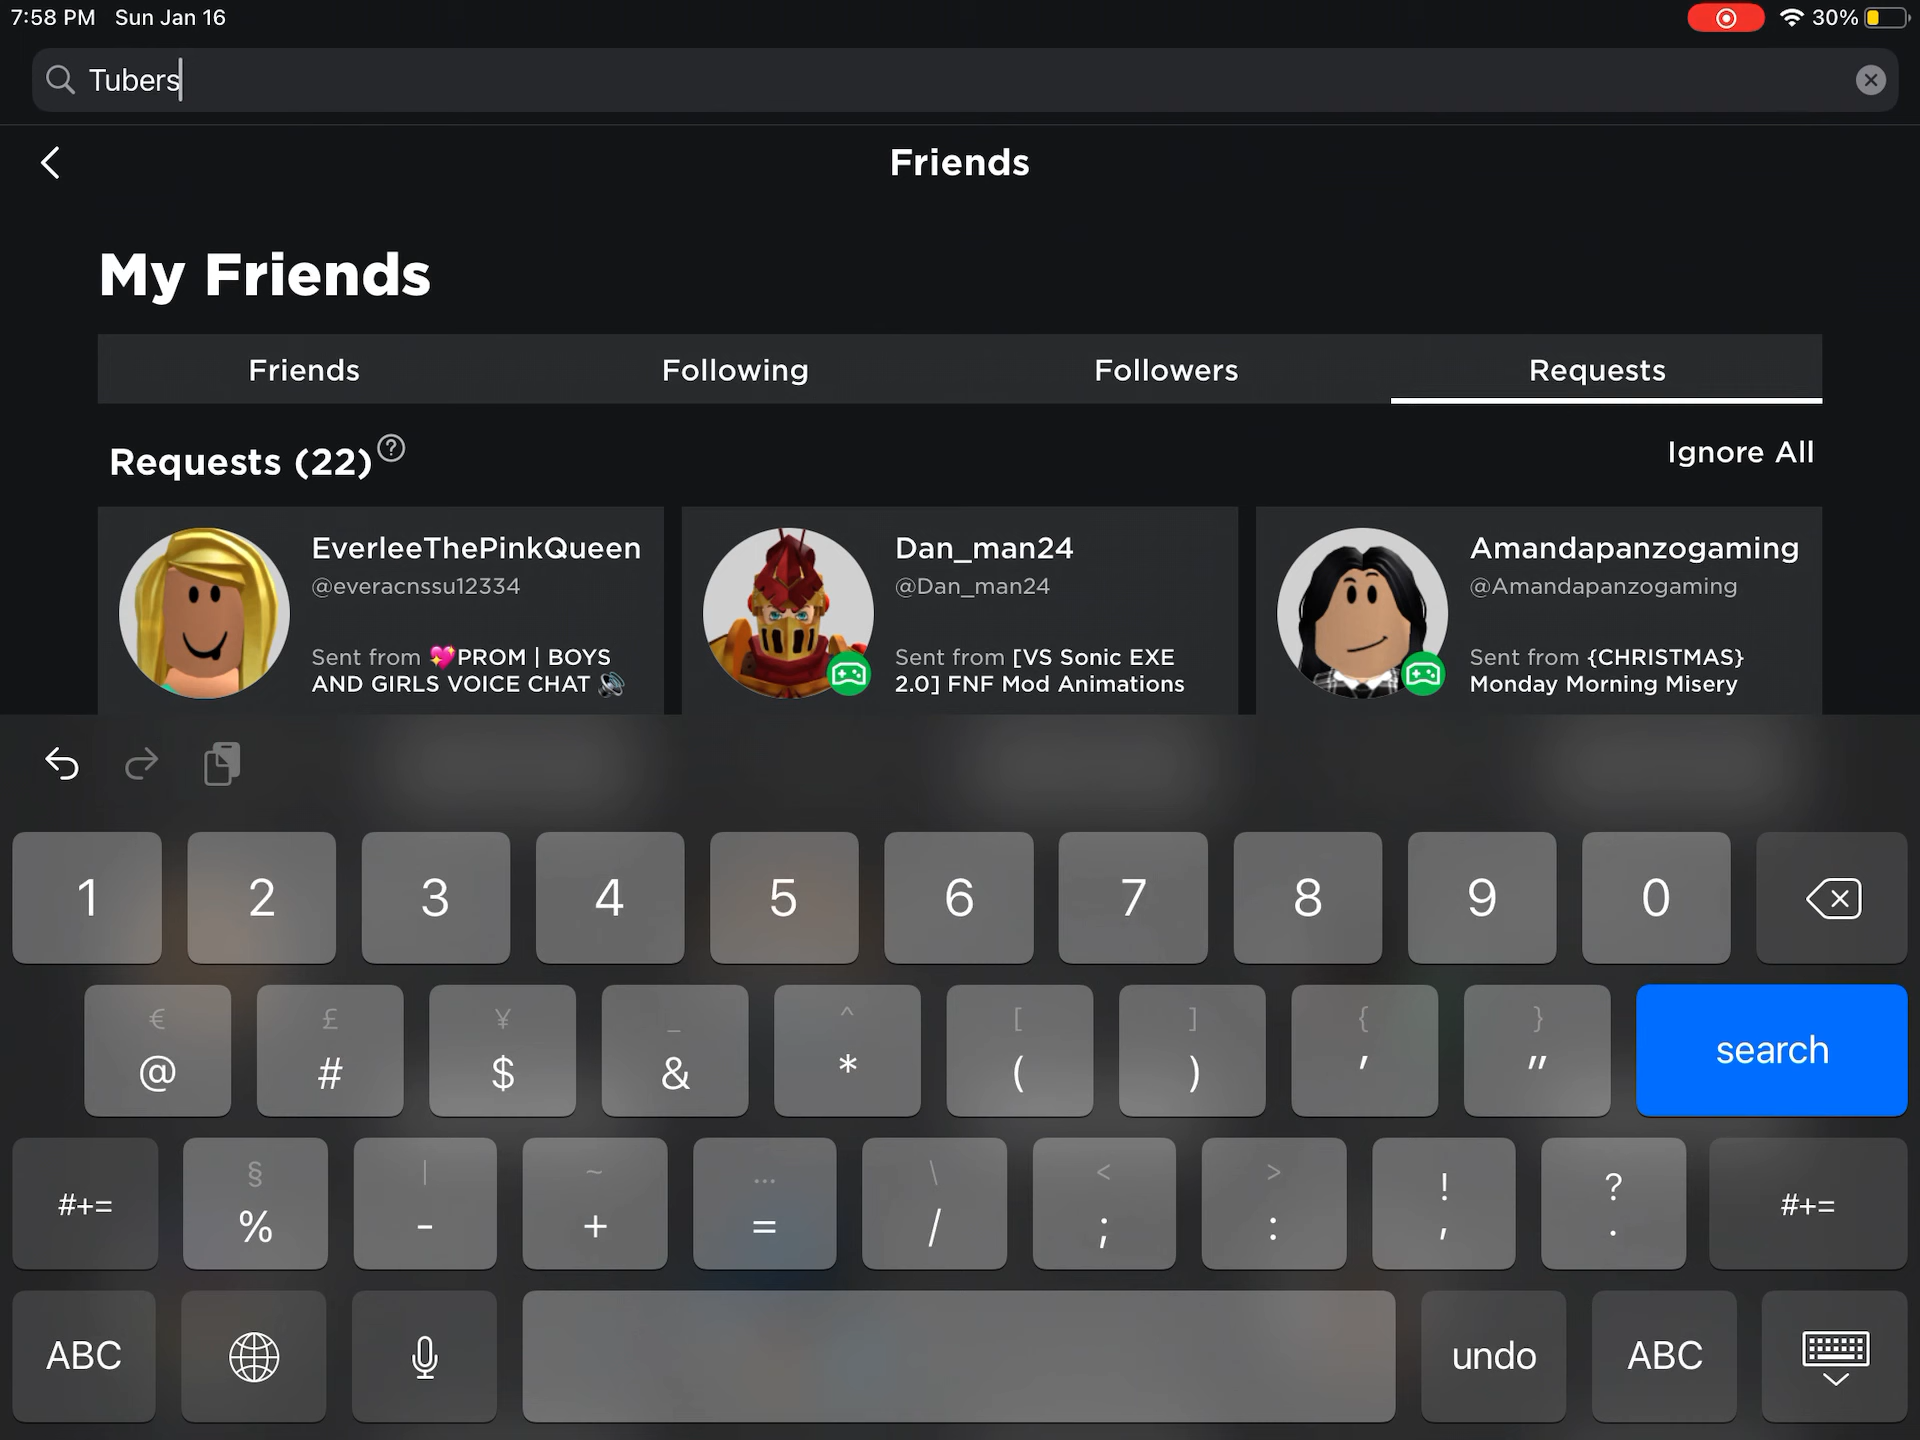 7:58 PM Sun Jan 16
30%
Tubers
Friends
My Friends
Friends Following Followers Requests
Requests (22) ?
Ignore All
EverleeThePinkQueen
@everacnssu12334
Sent from 💖PROM | BOYS
AND GIRLS VOICE CHAT 🔊
Dan_man24
@Dan_man24
Sent from [VS Sonic EXE
2.0] FNF Mod Animations
Amandapanzogaming
@Amandapanzogaming
Sent from {CHRISTMAS}
Monday Morning Misery
1 2 3 4 5 6 7 8 9 0
€ £ ¥ _ ^ [ ] { }
@ # $ & * ( ) ' " search
§ | ~ … \ < > ! ?
#+= % - + = / ; : , . #+=
ABC undo ABC